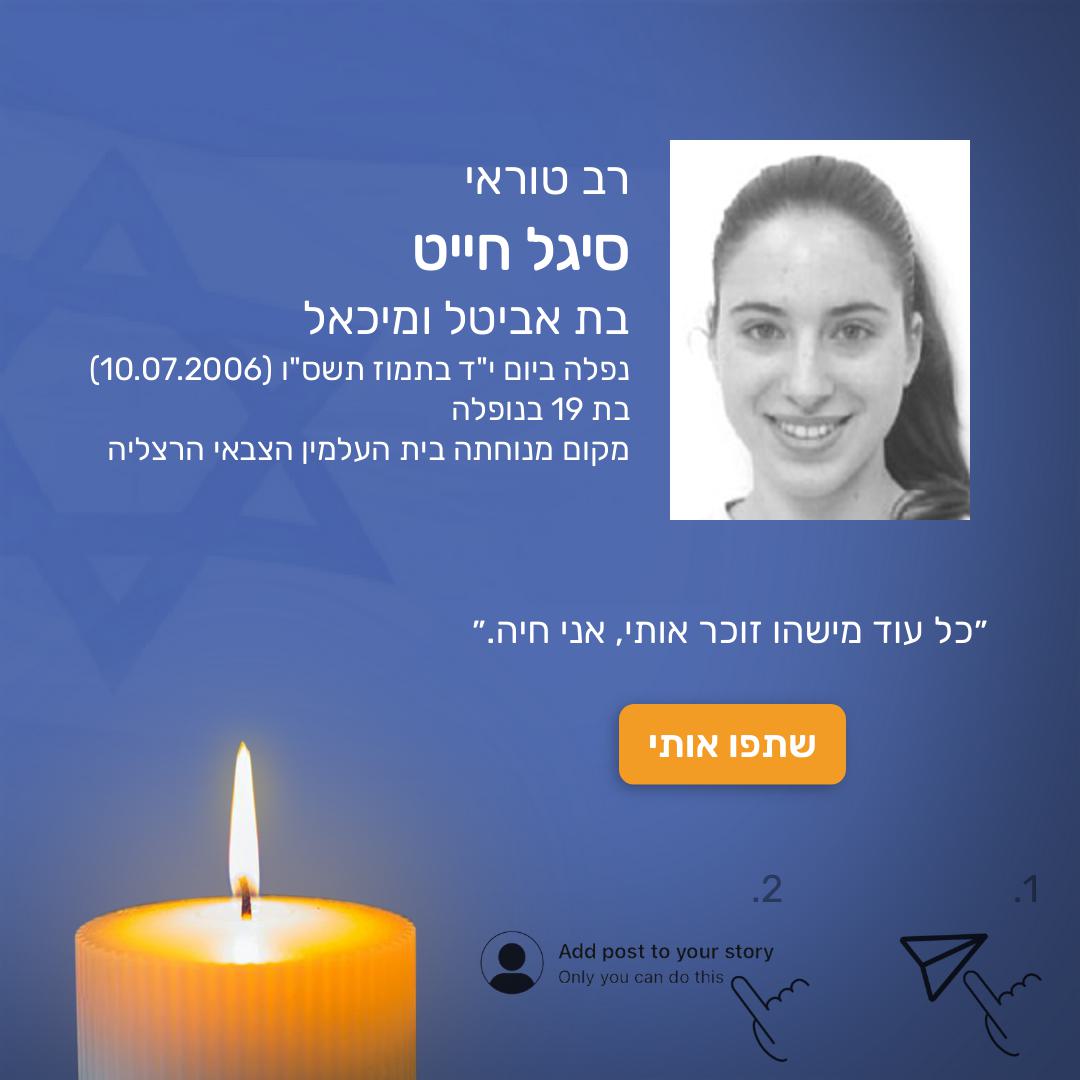 רב טוראי
סיגל חייט
בת אביטל ומיכאל
נפלה ביום י"ד בתמוז תשס"ו (10.07.2006)
בת 19 בנופלה
מקום מנוחתה בית העלמין הצבאי הרצליה
״כל עוד מישהו זוכר אותי, אני חיה.״
שתפו אותי
1.
2.
Add post to your story
Only you can do this